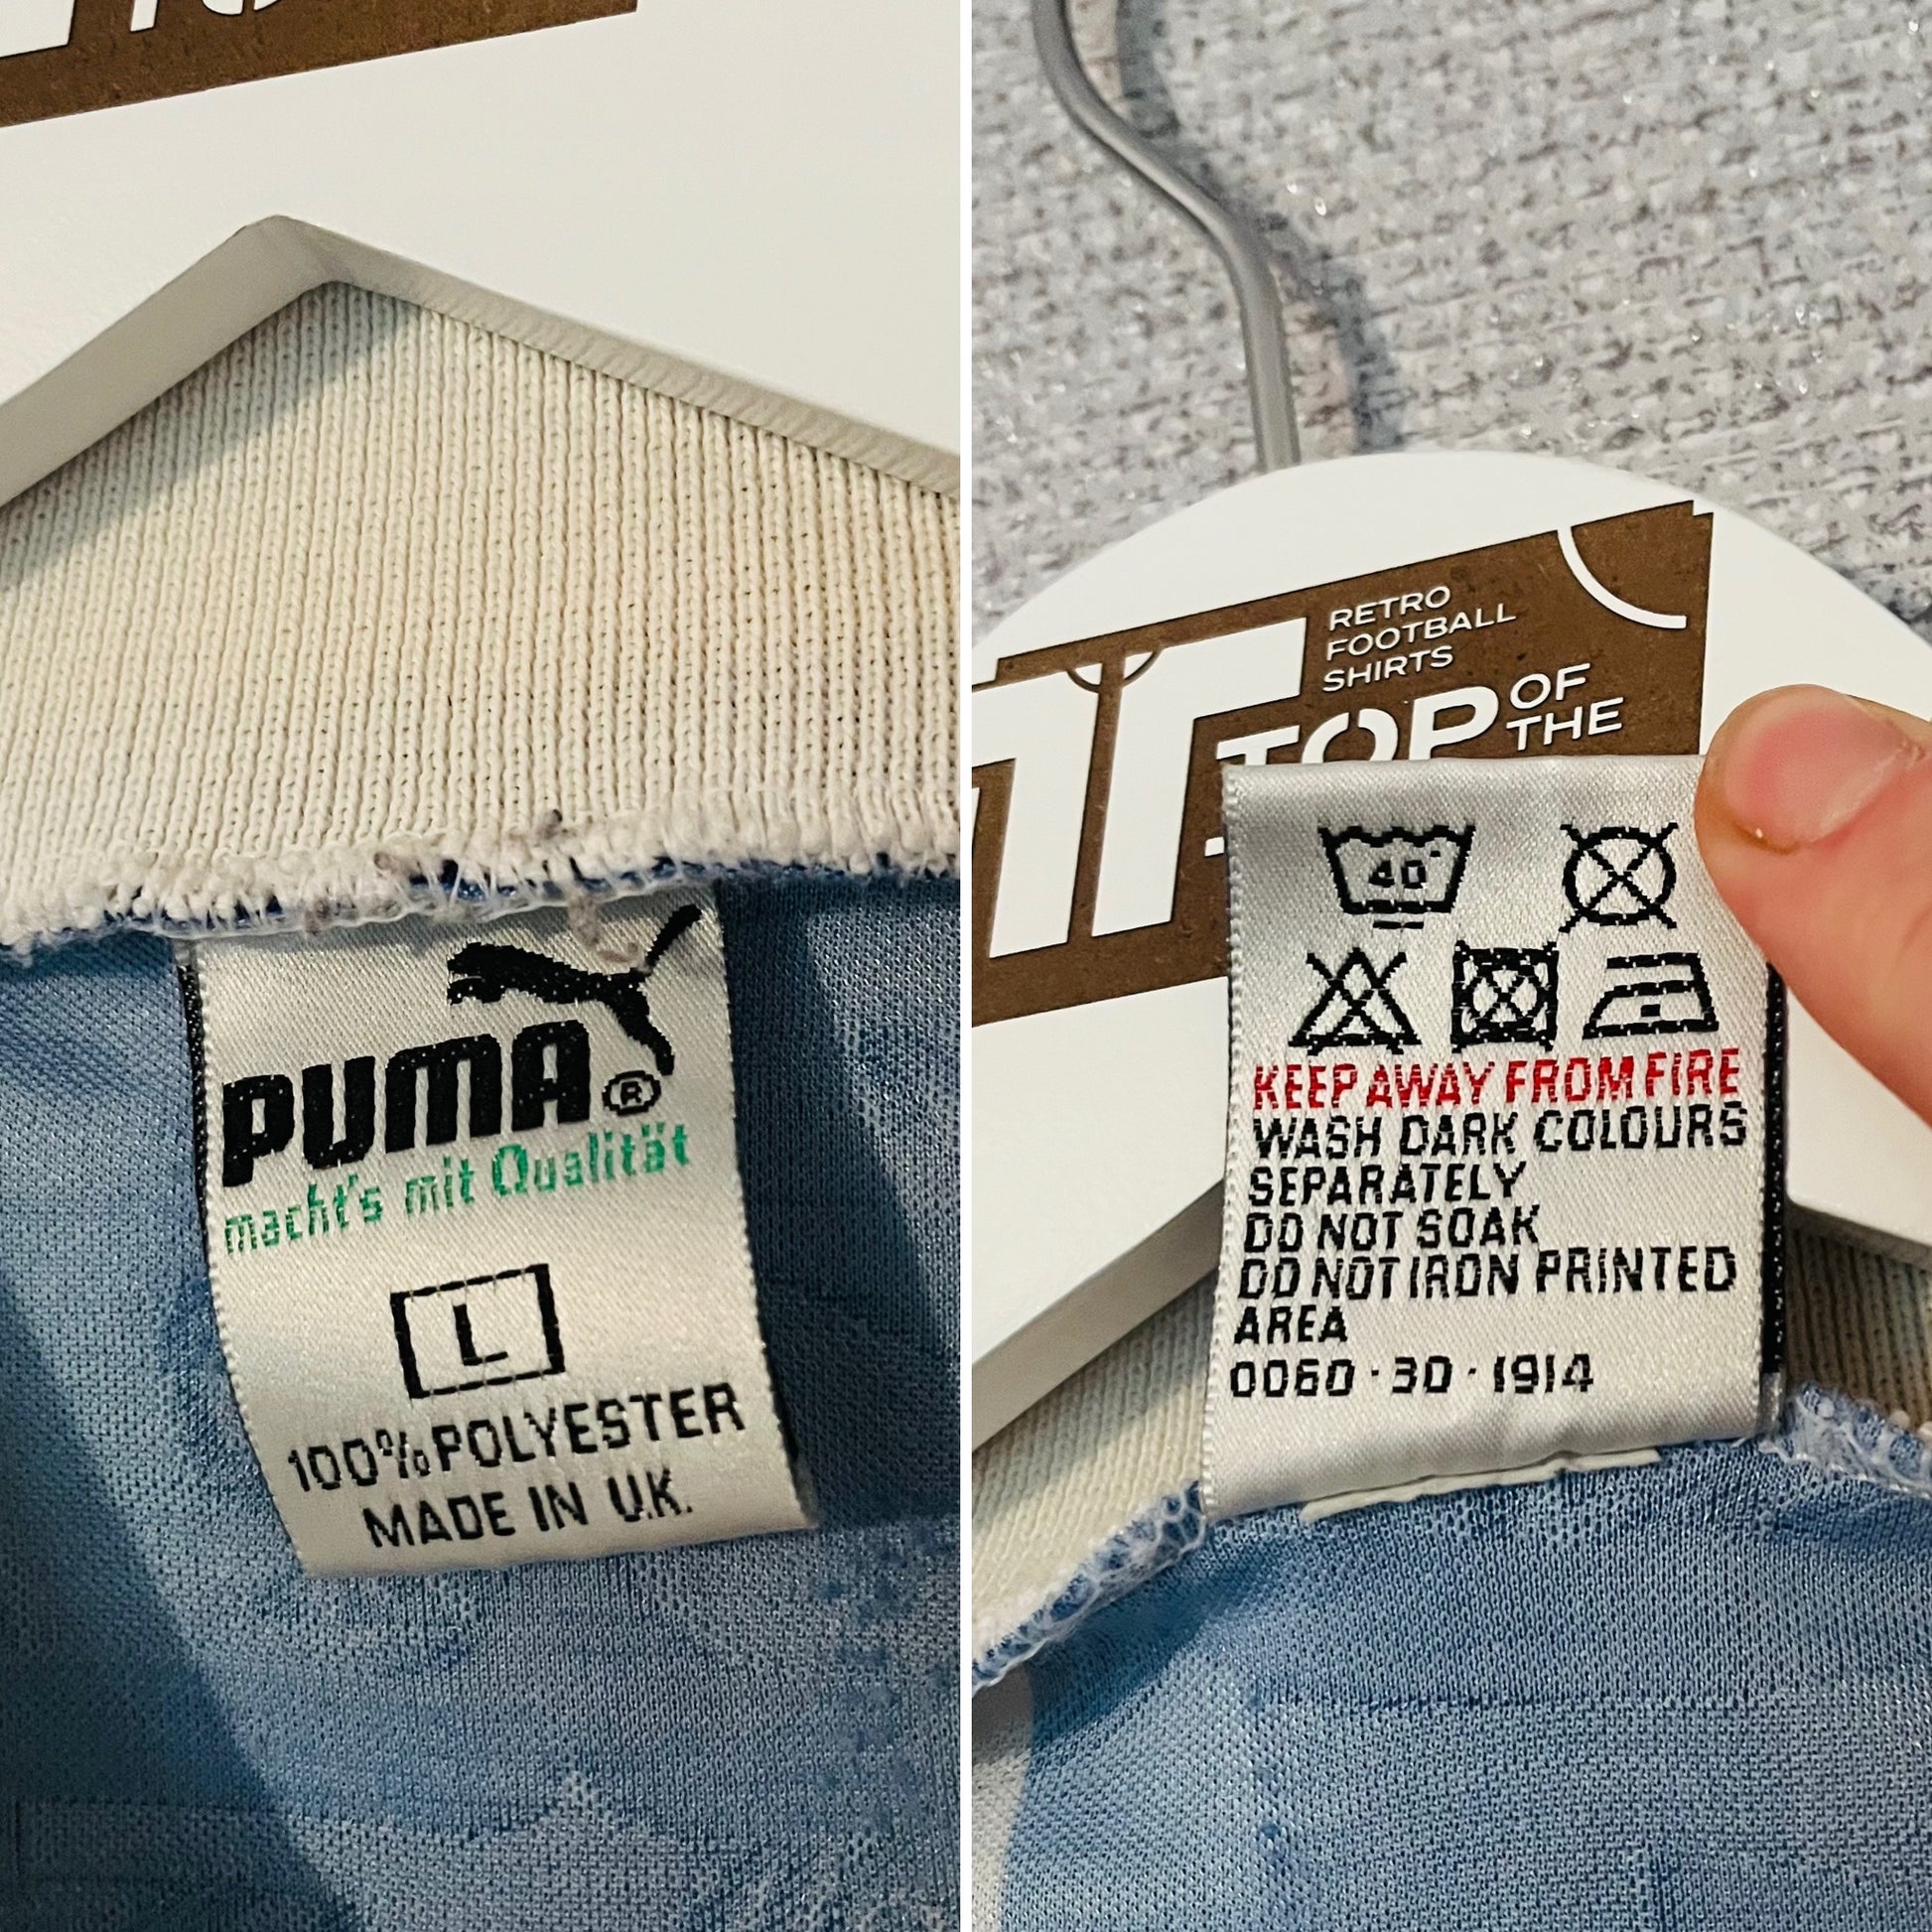 PUMA®
macht's mit Qualität
L
100% POLYESTER
MADE IN U.K.
RETRO
FOOTBALL
SHIRTS
TOP OF
THE
40°
KEEP AWAY FROM FIRE
WASH DARK COLOURS
SEPARATELY
DO NOT SOAK
DO NOT IRON PRINTED
AREA
0060·30·1914